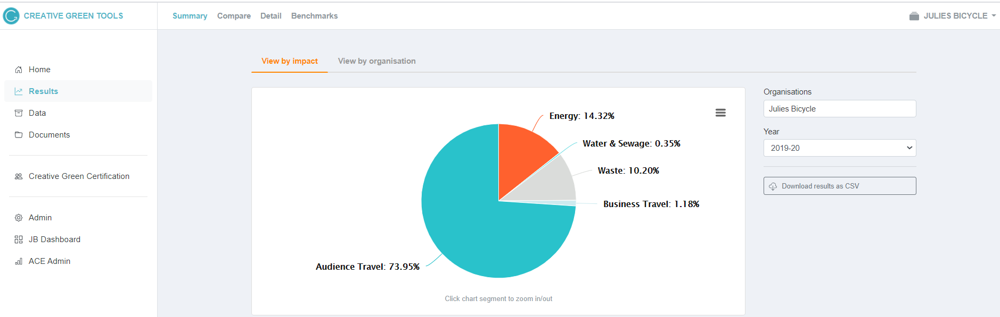 CREATIVE GREEN TOOLS
Summary Compare Detail Benchmarks
JULIES BICYCLE
Home
Results
Data
Documents
Creative Green Certification
Admin
JB Dashboard
ACE Admin
View by impact View by organisation
Energy: 14.32%
Water & Sewage: 0.35%
Waste: 10.20%
Business Travel: 1.18%
Audience Travel: 73.95%
Click chart segment to zoom in/out
Organisations
Julies Bicycle
Year
2019-20
Download results as CSV